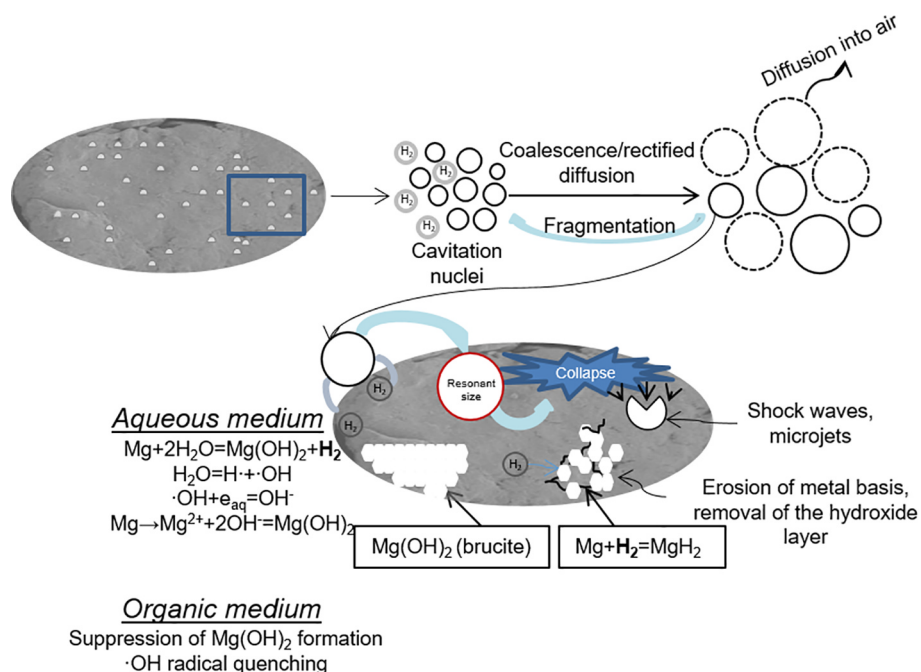 Diffusion into air
H₂
H₂
H₂
H₂
Coalescence/rectified
diffusion
Fragmentation
Cavitation
nuclei
H₂
H₂
Resonant
size
Collapse
Shock waves,
microjets
Aqueous medium
Mg+2H₂O=Mg(OH)₂+H₂
H₂O=H·+·OH
·OH+eaq=OH⁻
Mg→Mg²⁺+2OH⁻=Mg(OH)₂
H₂
Erosion of metal basis,
removal of the hydroxide
layer
Mg(OH)₂ (brucite)
Mg+H₂=MgH₂
Organic medium
Suppression of Mg(OH)₂ formation
·OH radical quenching